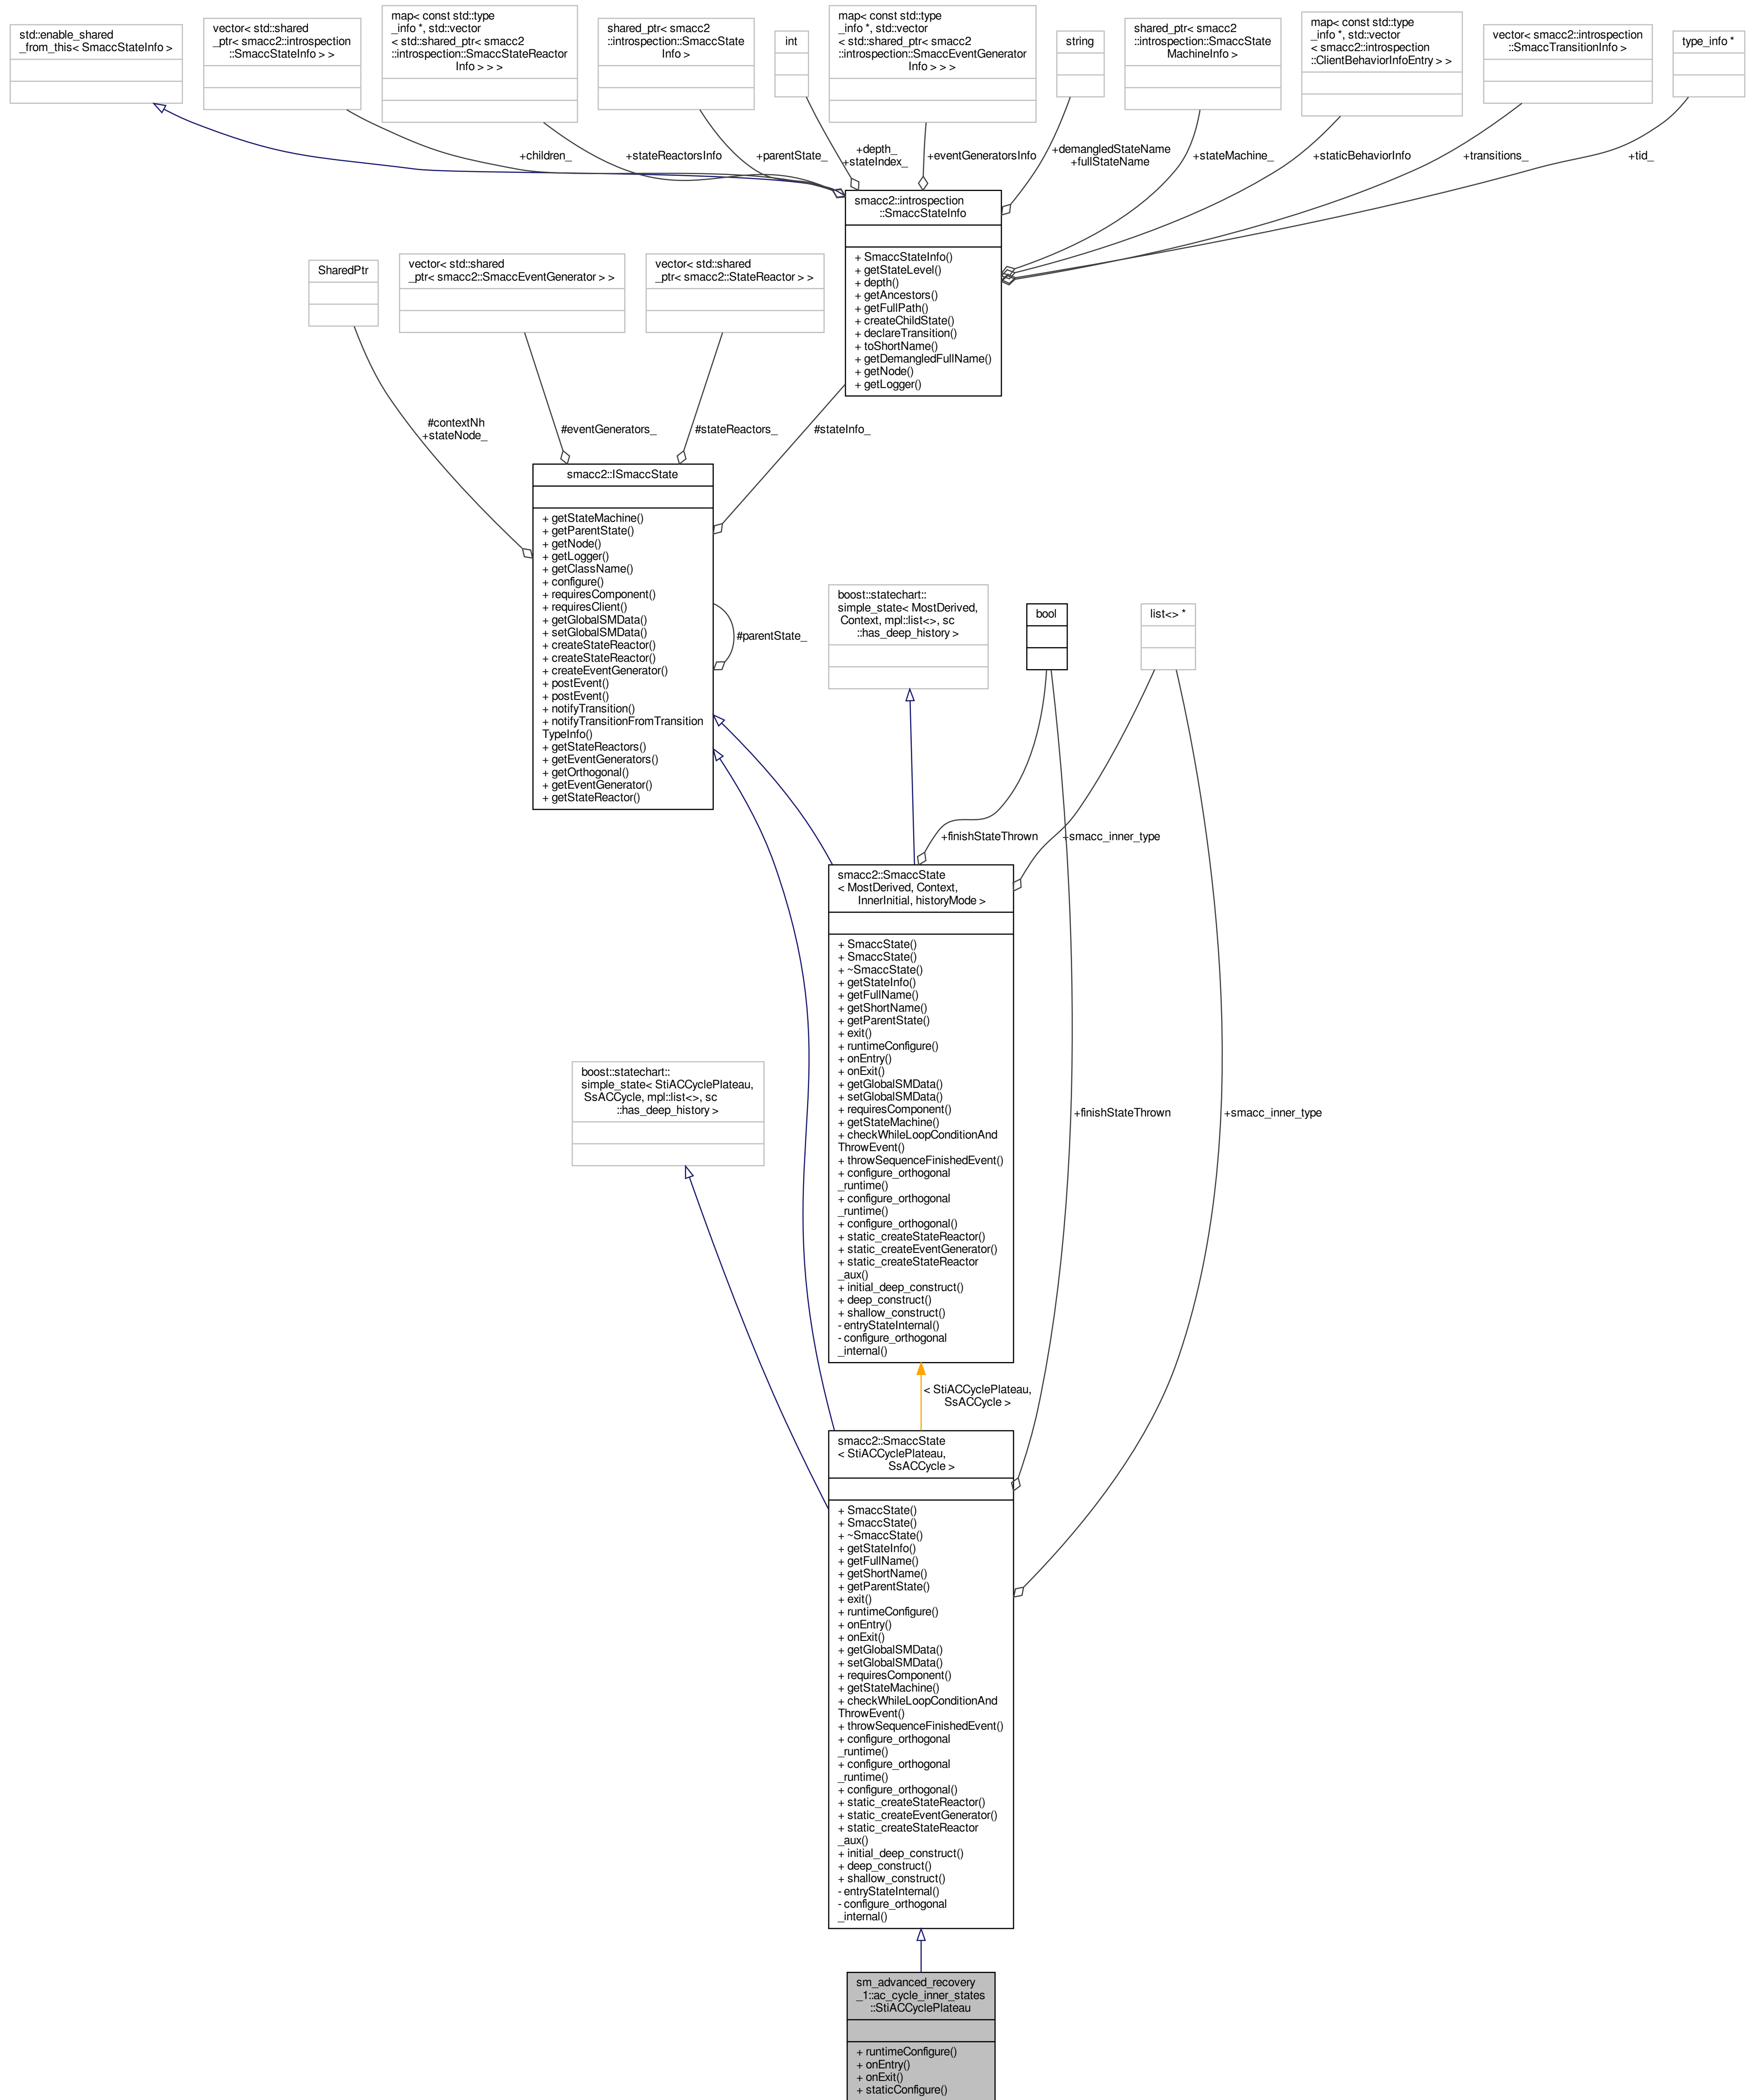 std::enable_shared
_from_this< SmaccStateInfo >
vector< std::shared
_ptr< smacc2::introspection
::SmaccStateInfo > >
map< const std::type
_info *, std::vector
< std::shared_ptr< smacc2
::introspection::SmaccStateReactor
Info > > >
shared_ptr< smacc2
::introspection::SmaccState
Info >
int
map< const std::type
_info *, std::vector
< std::shared_ptr< smacc2
::introspection::SmaccEventGenerator
Info > > >
string
shared_ptr< smacc2
::introspection::SmaccState
MachineInfo >
map< const std::type
_info *, std::vector
< smacc2::introspection
::ClientBehaviorInfoEntry > >
vector< smacc2::introspection
::SmaccTransitionInfo >
type_info *
+children_
+stateReactorsInfo
+parentState_
+depth_
+stateIndex_
+eventGeneratorsInfo
+demangledStateName
+fullStateName
+stateMachine_
+staticBehaviorInfo
+transitions_
+tid_
smacc2::introspection
::SmaccStateInfo
+ SmaccStateInfo()
+ getStateLevel()
+ depth()
+ getAncestors()
+ getFullPath()
+ createChildState()
+ declareTransition()
+ toShortName()
+ getDemangledFullName()
+ getNode()
+ getLogger()
SharedPtr
vector< std::shared
_ptr< smacc2::SmaccEventGenerator > >
vector< std::shared
_ptr< smacc2::StateReactor > >
#contextNh
+stateNode_
#eventGenerators_
#stateReactors_
#stateInfo_
smacc2::ISmaccState
+ getStateMachine()
+ getParentState()
+ getNode()
+ getLogger()
+ getClassName()
+ configure()
+ requiresComponent()
+ requiresClient()
+ getGlobalSMData()
+ setGlobalSMData()
+ createStateReactor()
+ createStateReactor()
+ createEventGenerator()
+ postEvent()
+ postEvent()
+ notifyTransition()
+ notifyTransitionFromTransition
TypeInfo()
+ getStateReactors()
+ getEventGenerators()
+ getOrthogonal()
+ getEventGenerator()
+ getStateReactor()
#parentState_
boost::statechart::
simple_state< MostDerived,
Context, mpl::list<>, sc
::has_deep_history >
bool
list<> *
+finishStateThrown
+smacc_inner_type
smacc2::SmaccState
< MostDerived, Context,
InnerInitial, historyMode >
+ SmaccState()
+ SmaccState()
+ ~SmaccState()
+ getStateInfo()
+ getFullName()
+ getShortName()
+ getParentState()
+ exit()
+ runtimeConfigure()
+ onEntry()
+ onExit()
+ getGlobalSMData()
+ setGlobalSMData()
+ requiresComponent()
+ getStateMachine()
+ checkWhileLoopConditionAnd
ThrowEvent()
+ throwSequenceFinishedEvent()
+ configure_orthogonal
_runtime()
+ configure_orthogonal
_runtime()
+ configure_orthogonal()
+ static_createStateReactor()
+ static_createEventGenerator()
+ static_createStateReactor
_aux()
+ initial_deep_construct()
+ deep_construct()
+ shallow_construct()
- entryStateInternal()
- configure_orthogonal
_internal()
boost::statechart::
simple_state< StiACCyclePlateau,
SsACCycle, mpl::list<>, sc
::has_deep_history >
+finishStateThrown
+smacc_inner_type
< StiACCyclePlateau,
SsACCycle >
smacc2::SmaccState
< StiACCyclePlateau,
SsACCycle >
+ SmaccState()
+ SmaccState()
+ ~SmaccState()
+ getStateInfo()
+ getFullName()
+ getShortName()
+ getParentState()
+ exit()
+ runtimeConfigure()
+ onEntry()
+ onExit()
+ getGlobalSMData()
+ setGlobalSMData()
+ requiresComponent()
+ getStateMachine()
+ checkWhileLoopConditionAnd
ThrowEvent()
+ throwSequenceFinishedEvent()
+ configure_orthogonal
_runtime()
+ configure_orthogonal
_runtime()
+ configure_orthogonal()
+ static_createStateReactor()
+ static_createEventGenerator()
+ static_createStateReactor
_aux()
+ initial_deep_construct()
+ deep_construct()
+ shallow_construct()
- entryStateInternal()
- configure_orthogonal
_internal()
sm_advanced_recovery
_1::ac_cycle_inner_states
::StiACCyclePlateau
+ runtimeConfigure()
+ onEntry()
+ onExit()
+ staticConfigure()